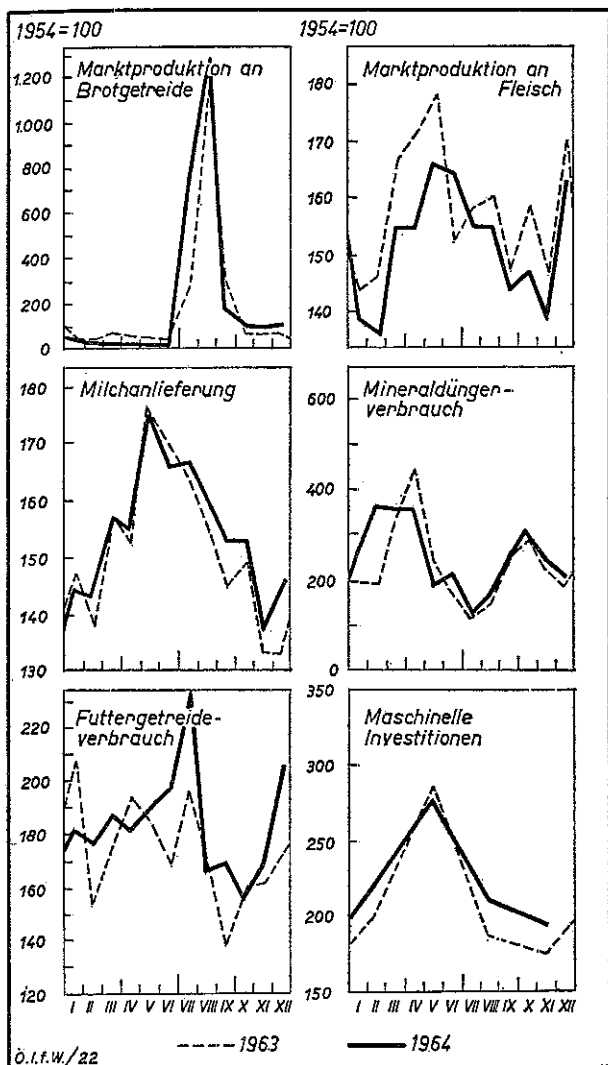 1954=100
1954=100
Marktproduktion an
Brotgetreide
1.200
1.000
800
600
400
200
0
Marktproduktion an
Fleisch
180
170
160
150
140
Milchanlieferung
180
170
160
150
140
130
Mineraldünger-
verbrauch
600
400
200
0
Futtergetreide-
verbrauch
220
200
180
160
140
120
Maschinelle
Investitionen
350
300
250
200
150
I II III IV V VI VII VIII IX X XI XII
I II III IV V VI VII VIII IX X XI XII
1963
1964
Ö.I.f.W./22